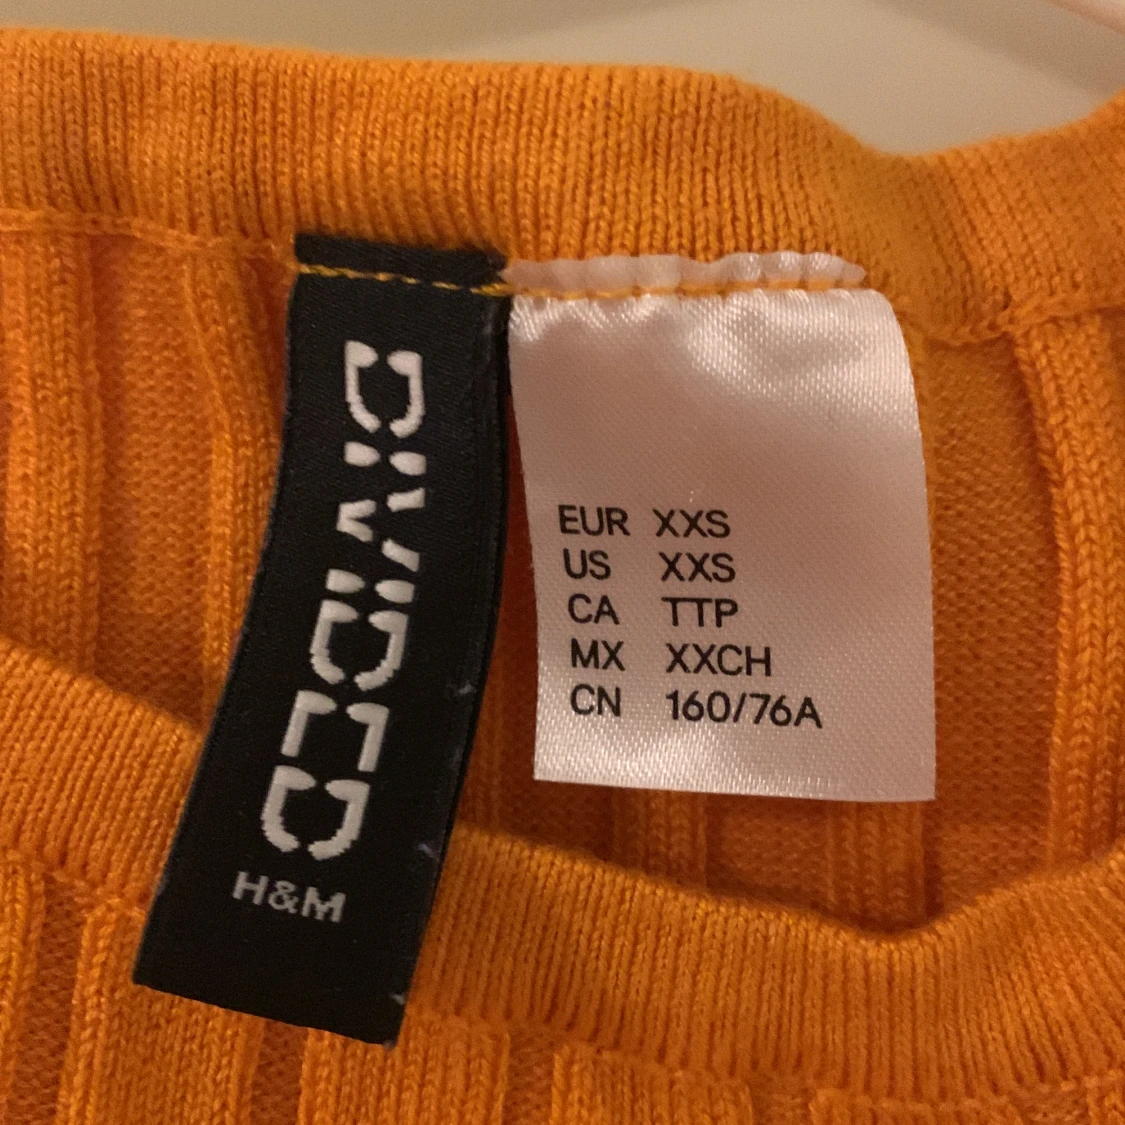 DIVIDED
H&M
EUR XXS
US XXS
CA TTP
MX XXCH
CN 160/76A